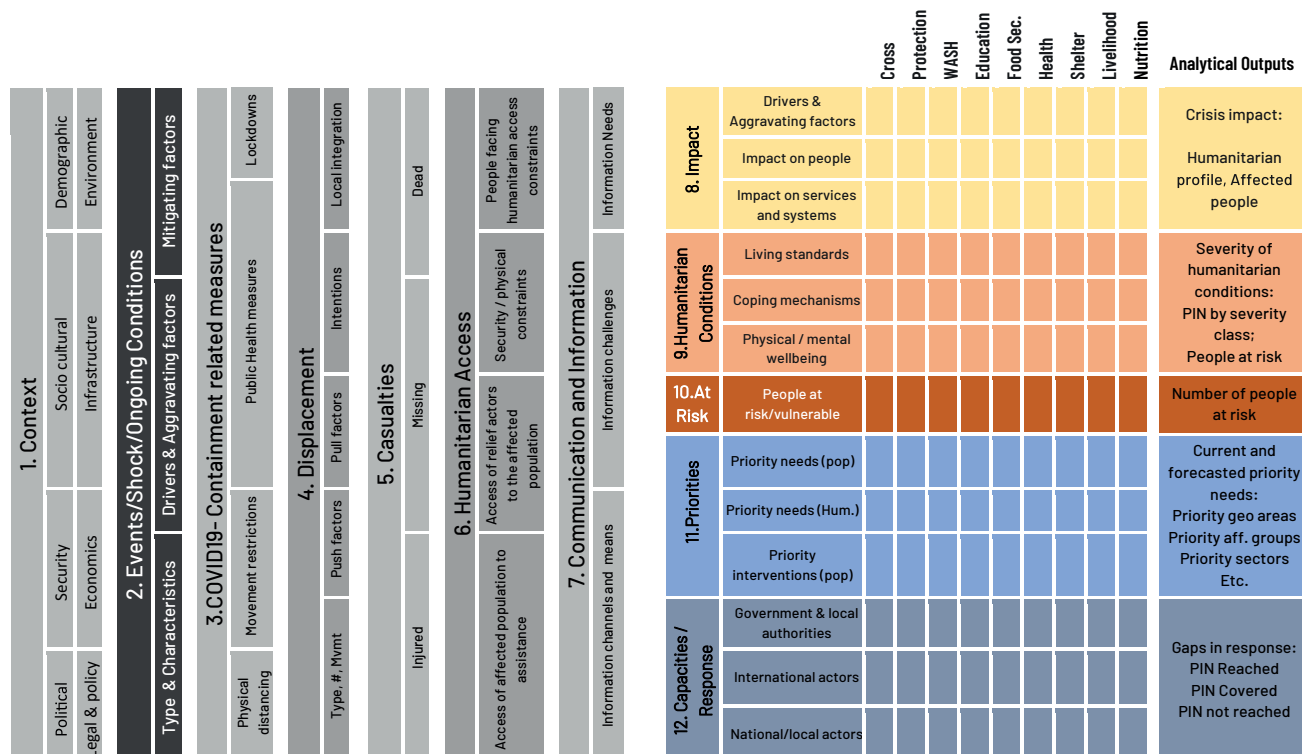 1. Context
Political
Security
Socio cultural
Demographic
Legal & policy
Economics
Infrastructure
Environment
2. Events/Shock/Ongoing Conditions
Type & Characteristics
Drivers & Aggravating factors
Mitigating factors
3.COVID19- Containment related measures
Physical
distancing
Movement restrictions
Public Health measures
Lockdowns
4. Displacement
Type, #, Mvmt
Push factors
Pull factors
Intentions
Local integration
5. Casualties
Injured
Missing
Dead
6. Humanitarian Access
Access of affected population to
assistance
Access of relief actors
to the affected
population
Security / physical
constraints
People facing
humanitarian access
constraints
7. Communication and Information
Information channels and means
Information challenges
Information Needs
Cross
Protection
WASH
Education
Food Sec.
Health
Shelter
Livelihood
Nutrition
Analytical Outputs
8. Impact
Drivers &
Aggravating factors
Impact on people
Impact on services
and systems
Crisis impact:
Humanitarian
profile, Affected
people
9.Humanitarian
Conditions
Living standards
Coping mechanisms
Physical / mental
wellbeing
Severity of
humanitarian
conditions:
PIN by severity
class;
People at risk
10.At
Risk
People at
risk/vulnerable
Number of people
at risk
11.Priorities
Priority needs (pop)
Priority needs (Hum.)
Priority
interventions (pop)
Current and
forecasted priority
needs:
Priority geo areas
Priority aff. groups
Priority sectors
Etc.
12. Capacities /
Response
Government & local
authorities
International actors
National/local actors
Gaps in response:
PIN Reached
PIN Covered
PIN not reached